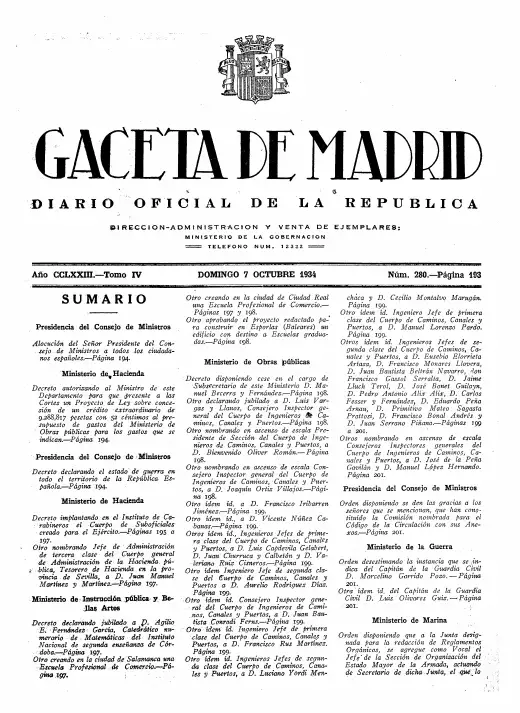 GACETA DE MADRID
DIARIO OFICIAL DE LA REPUBLICA
DIRECCION-ADMINISTRACION Y VENTA DE EJEMPLARES:
MINISTERIO DE LA GOBERNACION
TELEFONO NUM. 12322
Año CCLXXIII.—Tomo IV
DOMINGO 7 OCTUBRE 1934
Núm. 280.—Página 193
SUMARIO
Presidencia del Consejo de Ministros
Alocución del Señor Presidente del Con-
sejo de Ministros a todos los ciudada-
nos españoles.—Página 194.
Ministerio de Hacienda
Decreto autorizando al Ministro de este
Departamento para que presente a las
Cortes un Proyecto de Ley sobre conce-
sión de un crédito extraordinario de
9.288.817 pesetas con 52 céntimos al pre-
supuesto de gastos del Ministerio de
Obras públicas para los gastos que se
indican.—Página 194.
Presidencia del Consejo de Ministros
Decreto declarando el estado de guerra en
todo el territorio de la República Es-
pañola.—Página 194.
Ministerio de Hacienda
Decreto implantando en el Instituto de Ca-
rabineros el Cuerpo de Suboficiales
creado para el Ejército.—Páginas 195 a
197.
Otro nombrando Jefe de Administración
de tercera clase del Cuerpo general
de Administración de la Hacienda pú-
blica, Tesorero de Hacienda en la pro-
vincia de Sevilla, a D. Juan Manuel
Martínez y Martínez.—Página 197.
Ministerio de Instrucción pública y Be-
llas Artes
Decreto declarando jubilado a D. Agilio
E. Fernández García, Catedrático nu-
merario de Matemáticas del Instituto
Nacional de segunda enseñanza de Cór-
doba.—Página 197.
Otro creando en la ciudad de Salamanca una
Escuela Profesional de Comercio.—Pá-
gina 197.
Otro creando en la ciudad de Ciudad Real
una Escuela Profesional de Comercio.—
Páginas 197 y 198.
Otro aprobando el proyecto redactado pa-
ra construir en Esporlas (Baleares) un
edificio con destino a Escuelas gradua-
das.—Página 198.
Ministerio de Obras públicas
Decreto disponiendo cese en el cargo de
Subsecretario de este Ministerio D. Ma-
nuel Becerra y Fernández.—Página 198.
Otro declarando jubilado a D. Luis Var-
gas y Llanos, Consejero Inspector ge-
neral del Cuerpo de Ingenieros de Ca-
minos, Canales y Puertos.—Página 198.
Otro nombrando en ascenso de escala Pre-
sidente de Sección del Cuerpo de Inge-
nieros de Caminos, Canales y Puertos, a
D. Bienvenido Oliver Román.—Página
198.
Otro nombrando en ascenso de escala Con-
sejero Inspector general del Cuerpo de
Ingenieros de Caminos, Canales y Puer-
tos, a D. Joaquín Ortiz Villajos.—Pági-
na 198.
Otro idem id. a D. Francisco Iribarren
Jiménez.—Página 199.
Otro idem id., a D. Vicente Núñez Ca-
banas.—Página 199.
Otros idem id., Ingenieros Jefes de prime-
ra clase del Cuerpo de Caminos, Canales
y Puertos, a D. Luis Capdevila Gelabert,
D. Juan Churruca y Calbetón y D. Va-
leriano Ruiz Cisneros.—Página 199.
Otro idem Ingeniero Jefe de segunda cla-
se del Cuerpo de Caminos, Canales y
Puertos a D. Aurelio Rodríguez Díaz.
Página 199.
Otro idem id. Consejero Inspector gene-
ral del Cuerpo de Ingenieros de Cami-
nos, Canales y Puertos, a D. Juan Bau-
tista Conradi Feraz.—Página 199.
Otro idem id. Ingeniero Jefe de primera
clase del Cuerpo de Caminos, Canales y
Puertos, a D. Francisco Rus Martínez.
Página 199.
Otro idem id. Ingenieros Jefes de segun-
da clase del Cuerpo de Caminos, Cana-
les y Puertos, a D. Luciano Yordi Men-
cháca y D. Cecilio Montalvo Marugán.
Página 199.
Otro idem id. Ingeniero Jefe de primera
clase del Cuerpo de Caminos, Canales y
Puertos, a D. Manuel Lorenzo Pardo.
Página 199.
Otros idem id. Ingenieros Jefes de se-
gunda clase del Cuerpo de Caminos, Ca-
nales y Puertos, a D. Eusebio Elorrieta
Artaza, D. Francisco Monares Llovera,
D. Juan Bautista Beltrán Navarro, don
Francisco Gassol Serralta, D. Jaime
Lluch Terol, D. José Bonet Guilayn,
D. Pedro Antonio Alix Alix, D. Carlos
Fesser y Fernández, D. Eduardo Peña
Arnau, D. Primitivo Mateo Sagasta
Prattosi, D. Francisco Bonal Andrés y
D. Juan Serrano Piñana.—Páginas 199
a 201.
Otros nombrando en ascenso de escala
Consejeros Inspectores generales del
Cuerpo de Ingenieros de Caminos, Ca-
nales y Puertos, a D. José de la Peña
Gavilán y D. Manuel López Hernando.
Página 201.
Presidencia del Consejo de Ministros
Orden disponiendo se den las gracias a los
señores que se mencionan, que han cons-
tituido la Comisión nombrada para el
Código de la Circulación con sus Ane-
xos.—Página 201.
Ministerio de la Guerra
Orden desestimando la instancia que se in-
dica del Capitán de la Guardia Civil
D. Marcelino Garrido Pozo.—Página
201.
Otro idem id. del Capitán de la Guardia
Civil D. Luis Olivares Guiz.—Página
201.
Ministerio de Marina
Orden disponiendo que a la Junta desig-
nada para la redacción de Reglamentos
Orgánicos, se agregue como Vocal el
Jefe de la Sección de Organización del
Estado Mayor de la Armada, actuando
de Secretario de dicha Junta, el que lo